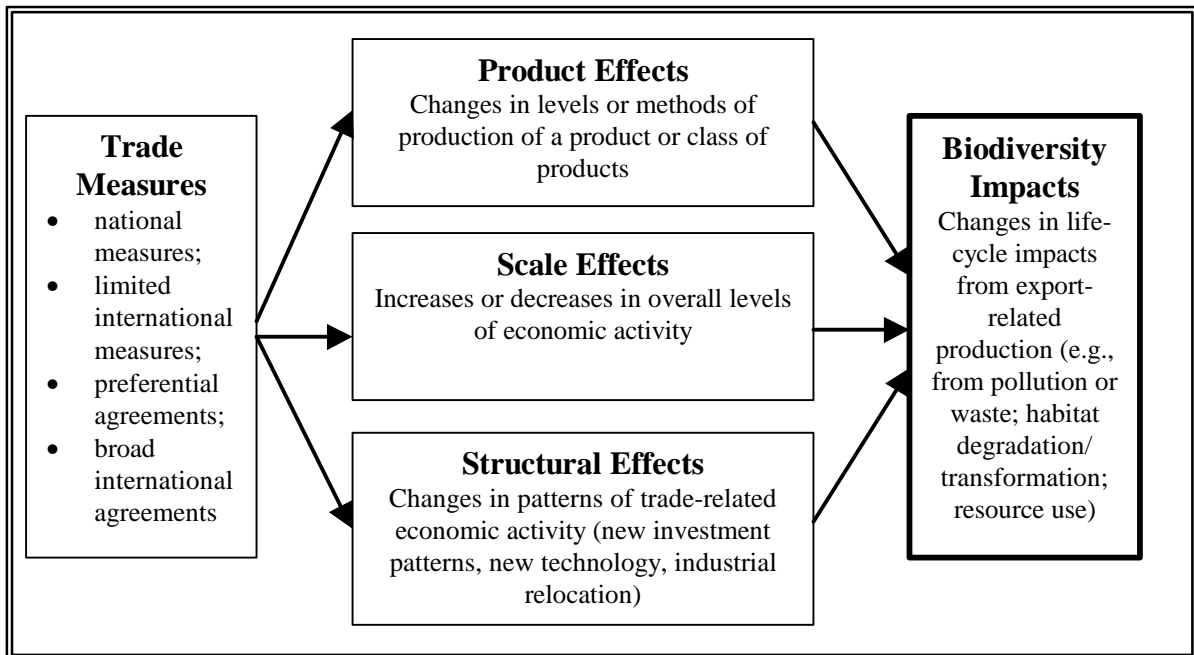 Trade
Measures
• national
measures;
• limited
international
measures;
• preferential
agreements;
• broad
international
agreements
Product Effects
Changes in levels or methods of
production of a product or class of
products
Scale Effects
Increases or decreases in overall levels
of economic activity
Structural Effects
Changes in patterns of trade-related
economic activity (new investment
patterns, new technology, industrial
relocation)
Biodiversity
Impacts
Changes in life-
cycle impacts
from export-
related
production (e.g.,
from pollution or
waste; habitat
degradation/
transformation;
resource use)